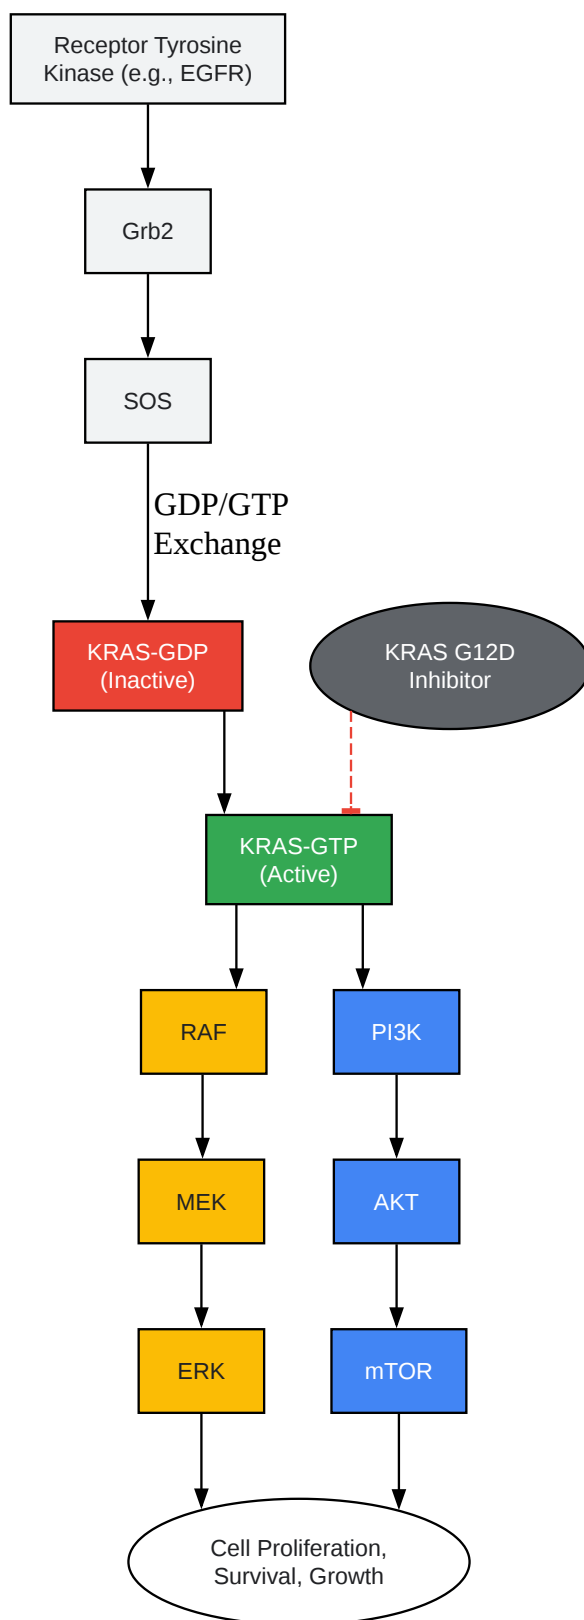 Receptor Tyrosine
Kinase (e.g., EGFR)
Grb2
SOS
GDP/GTP
Exchange
KRAS-GDP
(Inactive)
KRAS G12D
Inhibitor
KRAS-GTP
(Active)
RAF
PI3K
MEK
AKT
ERK
mTOR
Cell Proliferation,
Survival, Growth